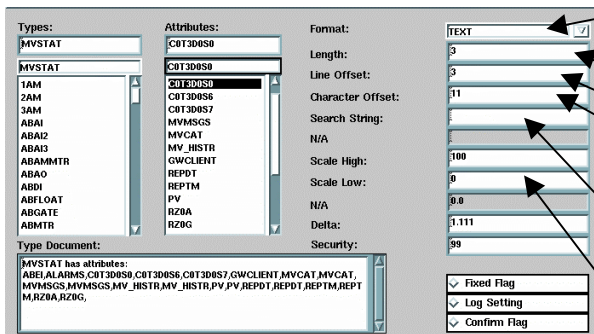 Types:
MVSTAT
MVSTAT
1AM
2AM
3AM
ABAI
ABAI2
ABAI3
ABAMMTR
ABAO
ABDI
ABFLOAT
ABGATE
ABMTR
Attributes:
C0T3D0S0
C0T3D0S0
C0T3D0S0
C0T3D0S6
C0T3D0S7
MVMSGS
MVCAT
MV_HISTR
GWCLIENT
REPDT
REPTM
PV
RZ0A
RZ0G
Format: TEXT
Length: 3
Line Offset: 3
Character Offset: 11
Search String:
N/A
Scale High: 100
Scale Low: 0
N/A 0.0
Delta: 1.111
Security: 99
Type Document:
MVSTAT has attributes:
ABEI,ALARMS,C0T3D0S0,C0T3D0S6,C0T3D0S7,GWCLIENT,MVCAT,MVCAT,
MVMSGS,MVMSGS,MV_HISTR,MV_HISTR,PV,PV,REPDT,REPDT,REPTM,REPT
M,RZ0A,RZ0G,
Fixed Flag
Log Setting
Confirm Flag